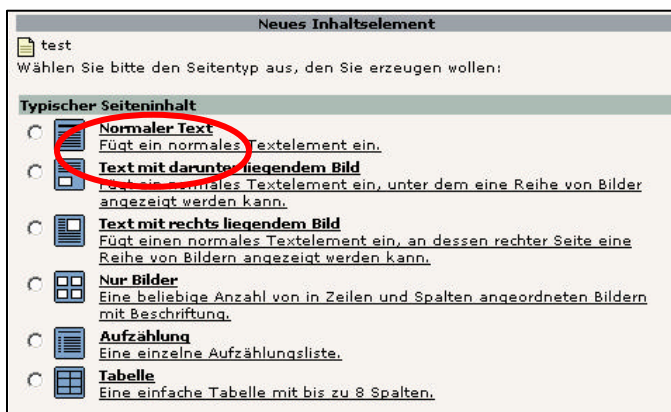 Neues Inhaltselement
test
Wählen Sie bitte den Seitentyp aus, den Sie erzeugen wollen:
Typischer Seiteninhalt
Normaler Text
Fügt ein normales Textelement ein.
Text mit darunter liegendem Bild
Fügt ein normales Textelement ein, unter dem eine Reihe von Bilder
angezeigt werden kann.
Text mit rechts liegendem Bild
Fügt einen normales Textelement ein, an dessen rechter Seite eine
Reihe von Bildern angezeigt werden kann.
Nur Bilder
Eine beliebige Anzahl von in Zeilen und Spalten angeordneten Bildern
mit Beschriftung.
Aufzählung
Eine einzelne Aufzählungsliste.
Tabelle
Eine einfache Tabelle mit bis zu 8 Spalten.